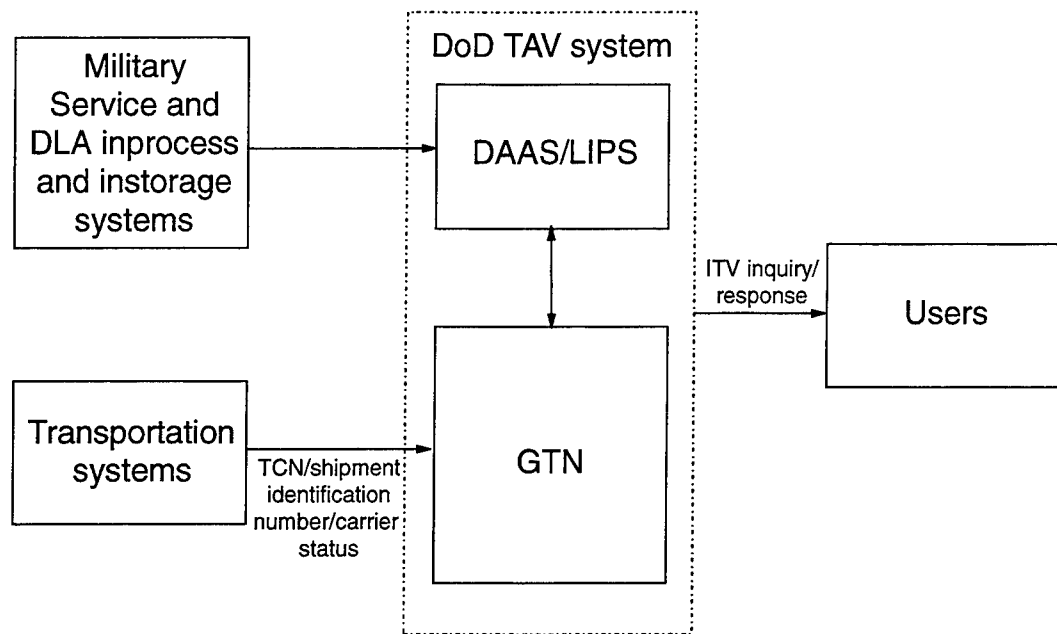 Military
Service and
DLA inprocess
and instorage
systems
DoD TAV system
DAAS/LIPS
ITV inquiry/
response
Users
Transportation
systems
TCN/shipment
identification
number/carrier
status
GTN